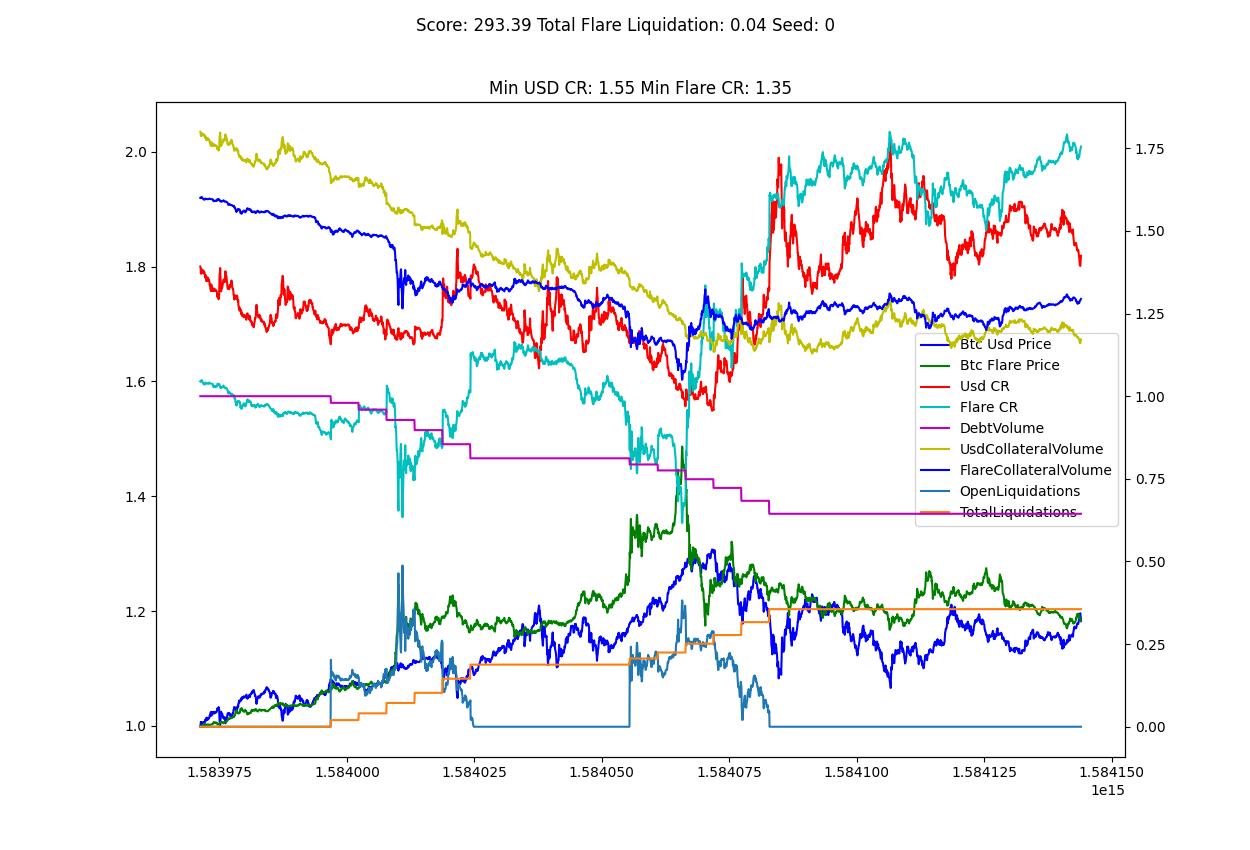 Score: 293.39 Total Flare Liquidation: 0.04 Seed: 0
Min USD CR: 1.55 Min Flare CR: 1.35
2.0
1.8
1.6
1.4
1.2
1.0
1.75
1.50
1.25
1.00
0.75
0.50
0.25
0.00
Btc Usd Price
Btc Flare Price
Usd CR
Flare CR
DebtVolume
UsdCollateralVolume
FlareCollateralVolume
OpenLiquidations
TotalLiquidations
1.583975 1.584000 1.584025 1.584050 1.584075 1.584100 1.584125 1.584150
1e15